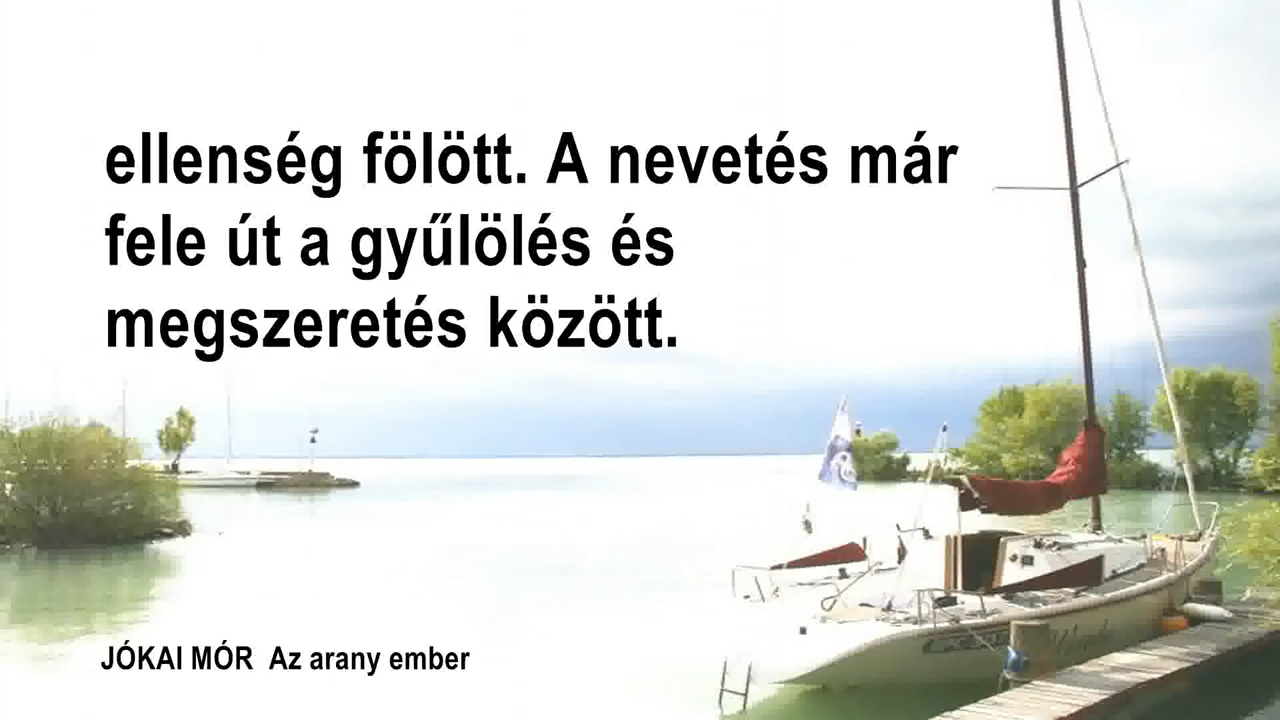 ellenség fölött. A nevetés már
fele út a gyűlölés és
megszeretés között.
JÓKAI MÓR Az arany ember